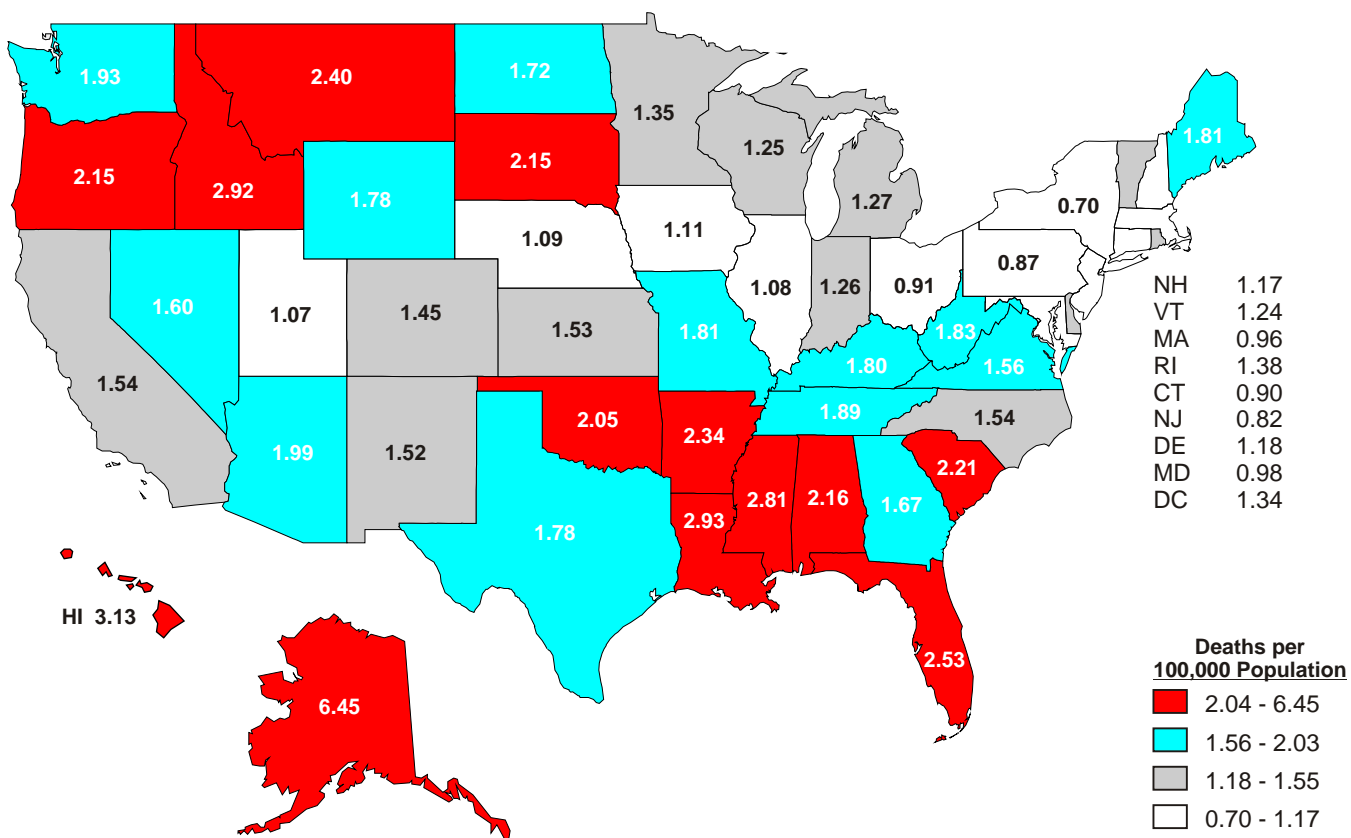 1.93
2.40
1.72
1.35
1.81
2.15
2.92
1.78
2.15
1.25
1.27
0.70
1.09
1.11
0.87
1.60
1.07
1.45
1.53
1.81
1.08
1.26
0.91
1.83
1.80
1.56
1.54
1.99
1.52
2.05
2.34
1.89
1.54
2.21
1.78
2.93
2.81
2.16
1.67
2.53
HI 3.13
6.45
NH 1.17
VT 1.24
MA 0.96
RI 1.38
CT 0.90
NJ 0.82
DE 1.18
MD 0.98
DC 1.34
Deaths per
100,000 Population
2.04 - 6.45
1.56 - 2.03
1.18 - 1.55
0.70 - 1.17